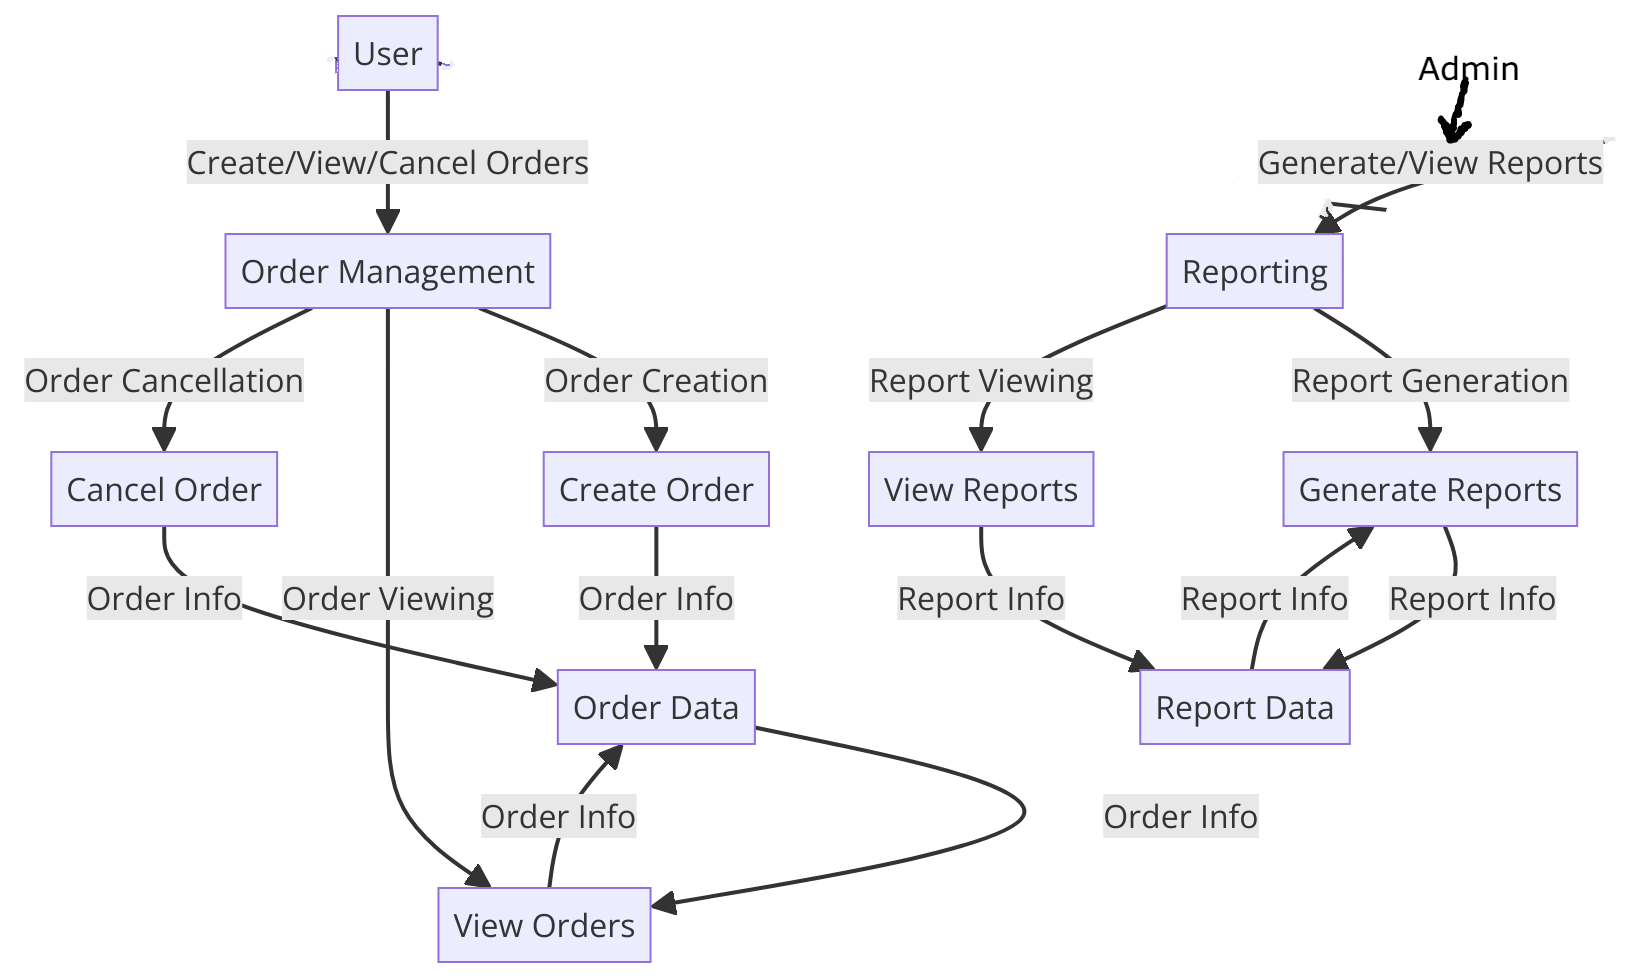 User
Admin
Create/View/Cancel Orders
Generate/View Reports
Order Management
Reporting
Order Cancellation
Order Creation
Report Viewing
Report Generation
Cancel Order
Create Order
View Reports
Generate Reports
Order Info
Order Viewing
Order Info
Report Info
Report Info
Report Info
Order Data
Report Data
Order Info
Order Info
View Orders